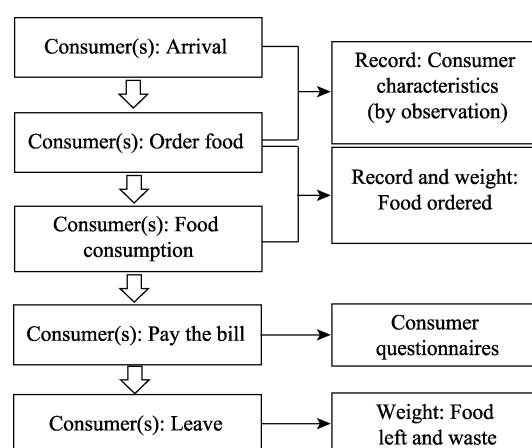 Consumer(s): Arrival
Record: Consumer
characteristics
(by observation)
Consumer(s): Order food
Record and weight:
Food ordered
Consumer(s): Food
consumption
Consumer(s): Pay the bill
Consumer
questionnaires
Consumer(s): Leave
Weight: Food
left and waste